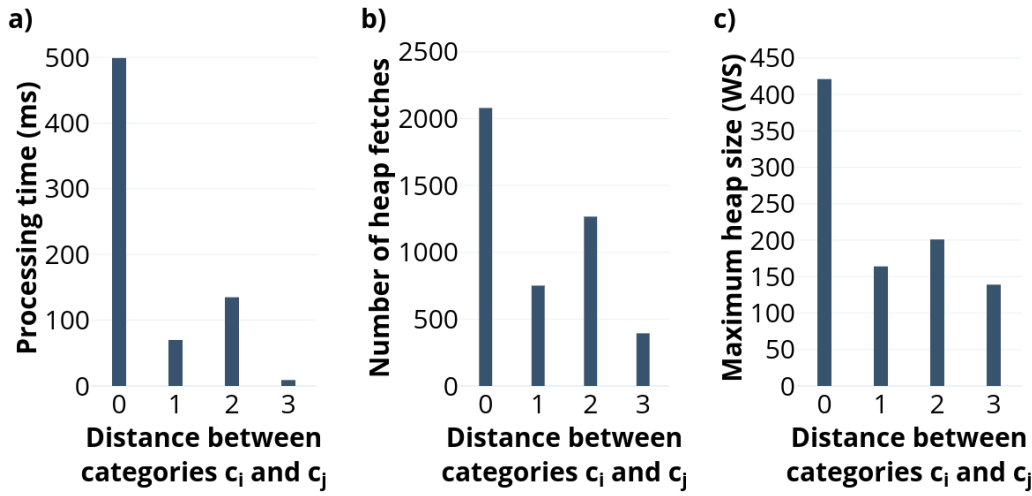 a)
Processing time (ms)
500
400
300
200
100
0
0 1 2 3
Distance between
categories cᵢ and cⱼ
b)
Number of heap fetches
2500
2000
1500
1000
500
0
0 1 2 3
Distance between
categories cᵢ and cⱼ
c)
Maximum heap size (WS)
450
400
350
300
250
200
150
100
50
0
0 1 2 3
Distance between
categories cᵢ and cⱼ